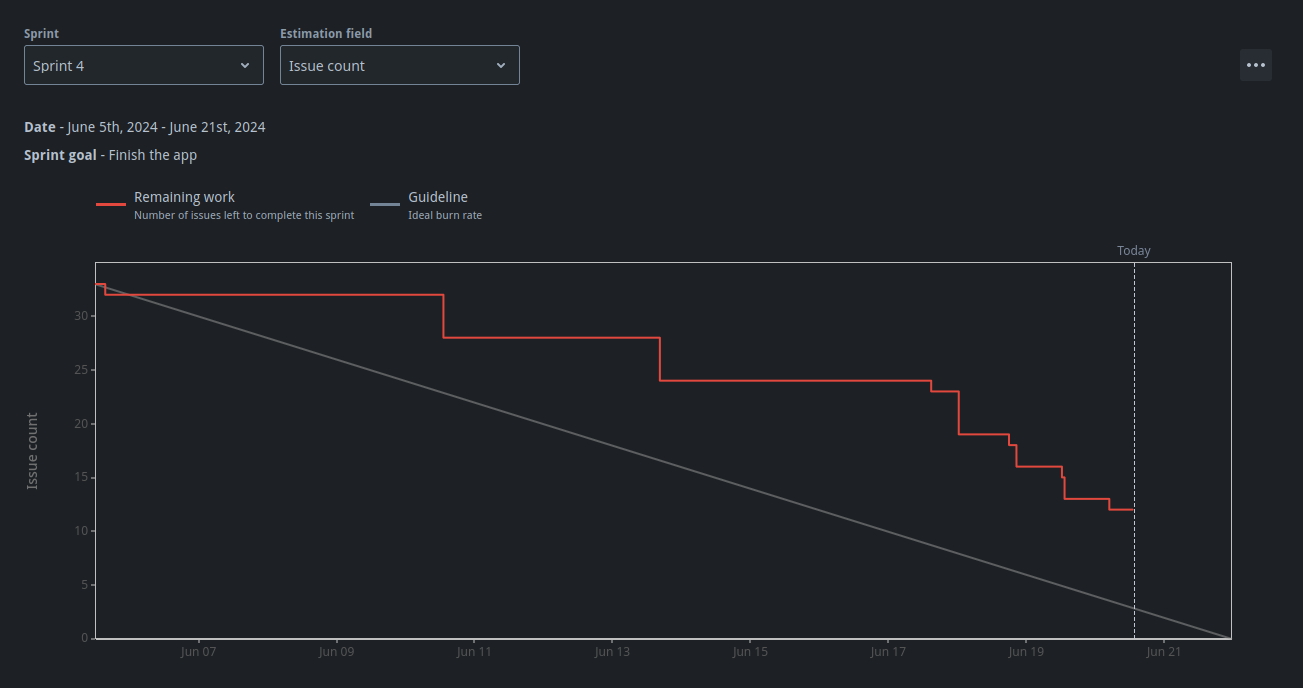 Sprint
Estimation field
Sprint 4
Issue count
Date - June 5th, 2024 - June 21st, 2024
Sprint goal - Finish the app
Remaining work
Number of issues left to complete this sprint
Guideline
Ideal burn rate
Today
Issue count
30
25
20
15
10
5
0
Jun 07
Jun 09
Jun 11
Jun 13
Jun 15
Jun 17
Jun 19
Jun 21